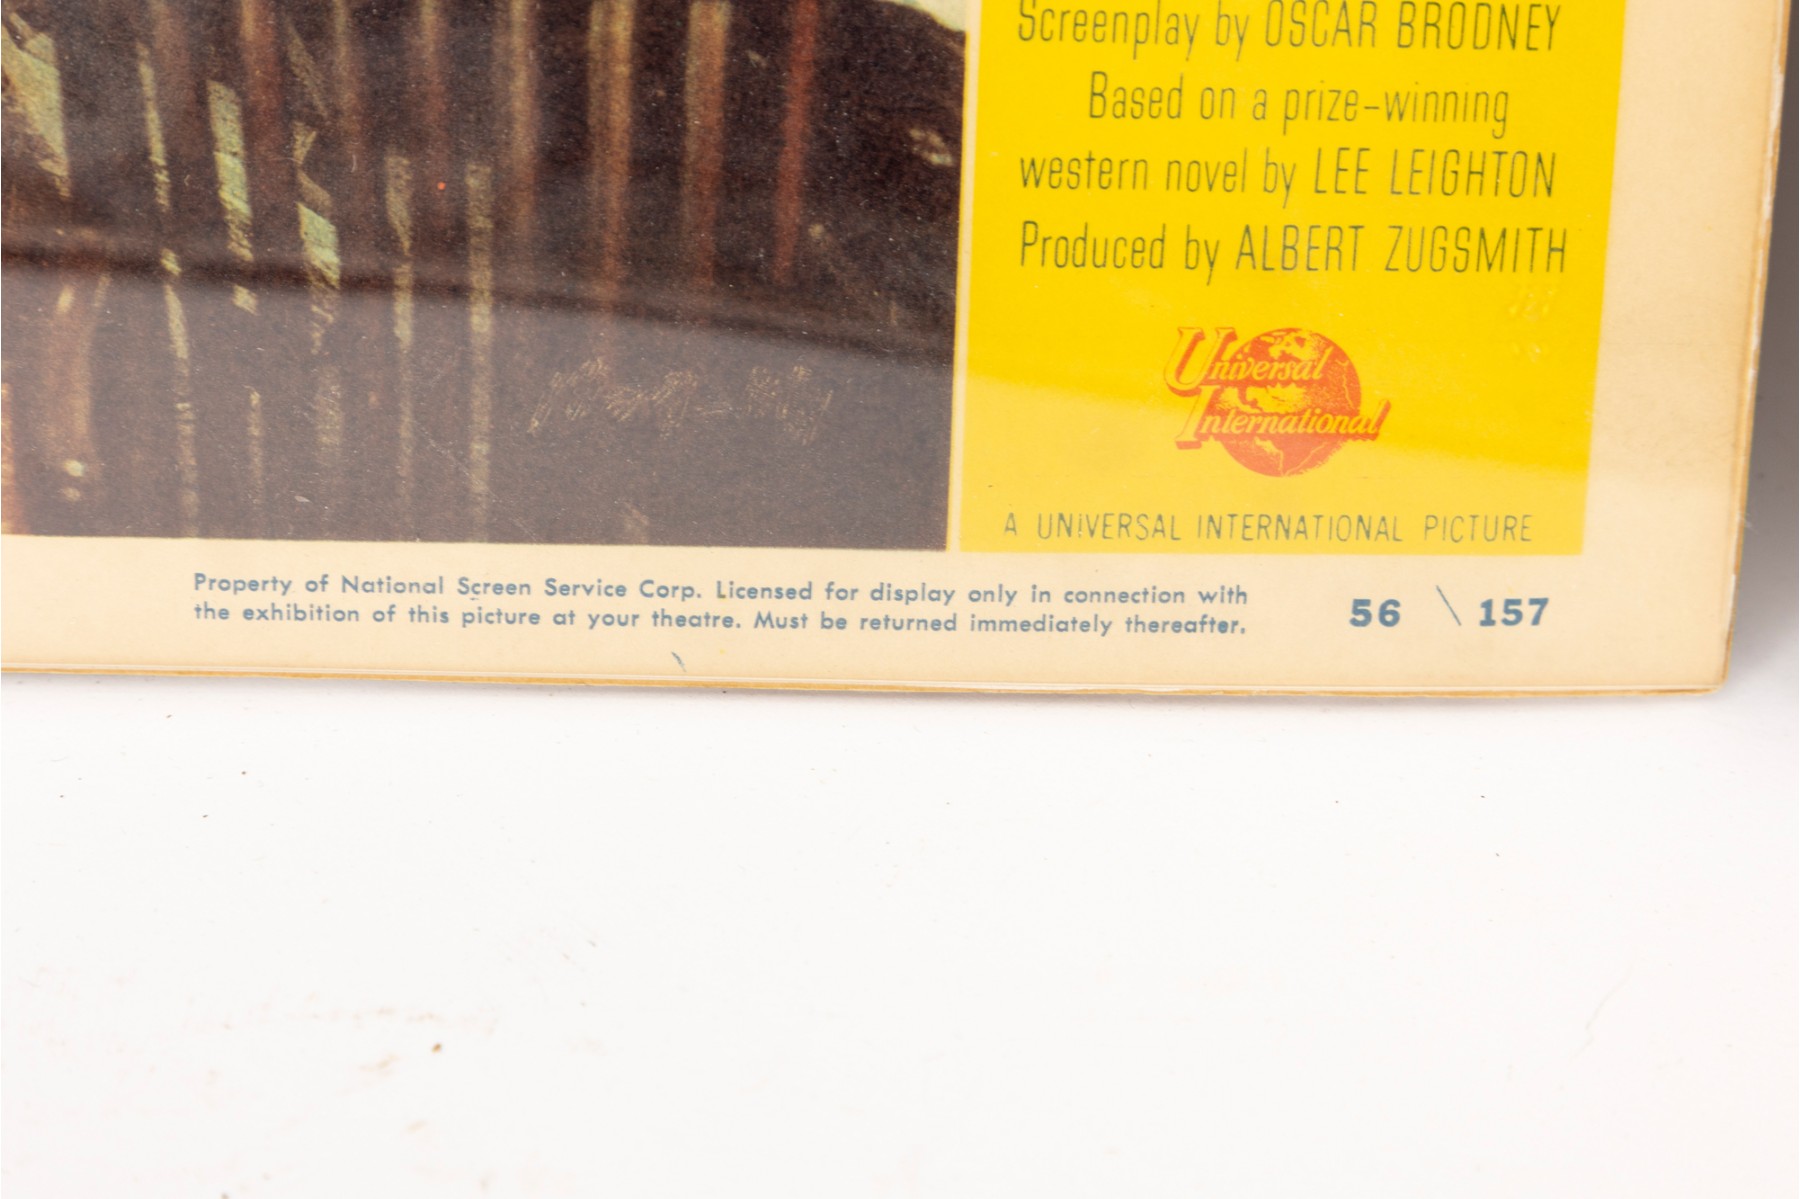 Screenplay by OSCAR BRODNEY
Based on a prize-winning
western novel by LEE LEIGHTON
Produced by ALBERT ZUGSMITH
Universal
International
A UNIVERSAL INTERNATIONAL PICTURE
Property of National Screen Service Corp. Licensed for display only in connection with
the exhibition of this picture at your theatre. Must be returned immediately thereafter.
56 \ 157